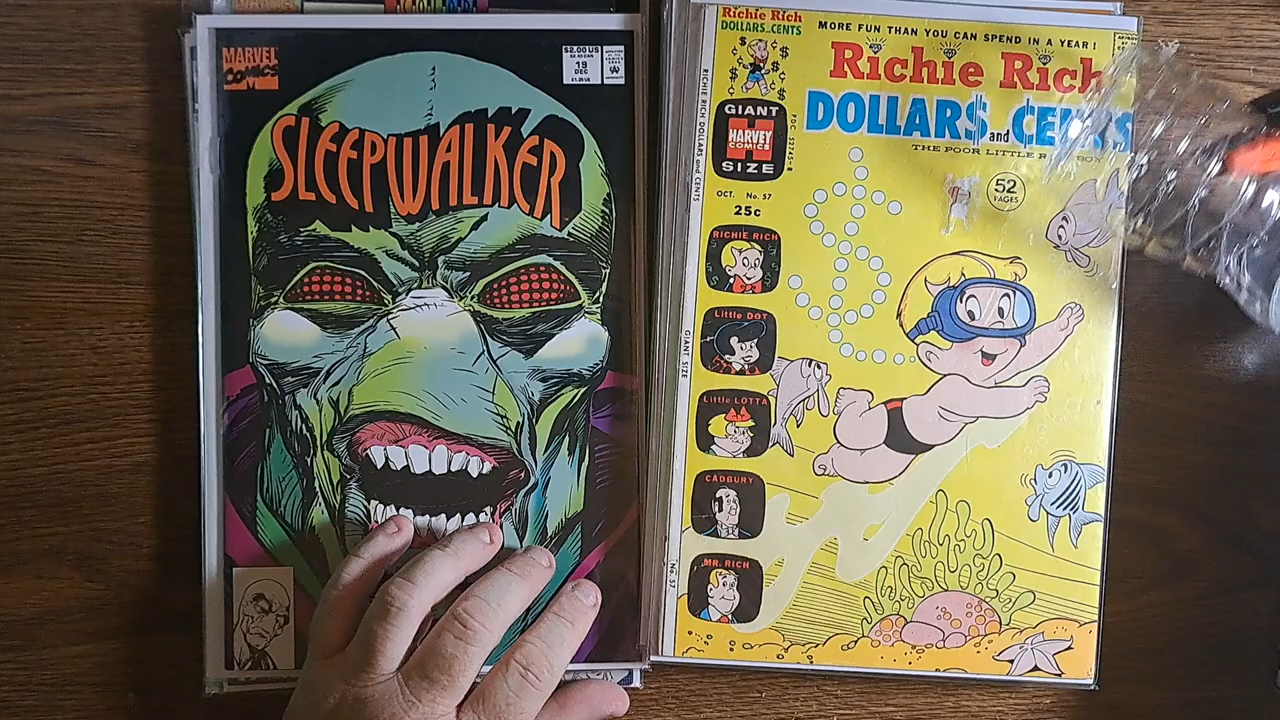 MARVEL
COMICS
$2.00 US
19
DEC
SLEEPWALKER
Richie Rich
DOLLARS and CENTS
MORE FUN THAN YOU CAN SPEND IN A YEAR!
Richie Rich
DOLLAR$ and ¢ENTS
THE POOR LITTLE R BOY
GIANT
H
HARVEY
COMICS
SIZE
OCT. No. 57
25c
52
PAGES
RICHIE RICH
Little DOT
Little LOTTA
CADBURY
MR. RICH
RICHIE RICH DOLLARS and CENTS
GIANT SIZE
No. 57